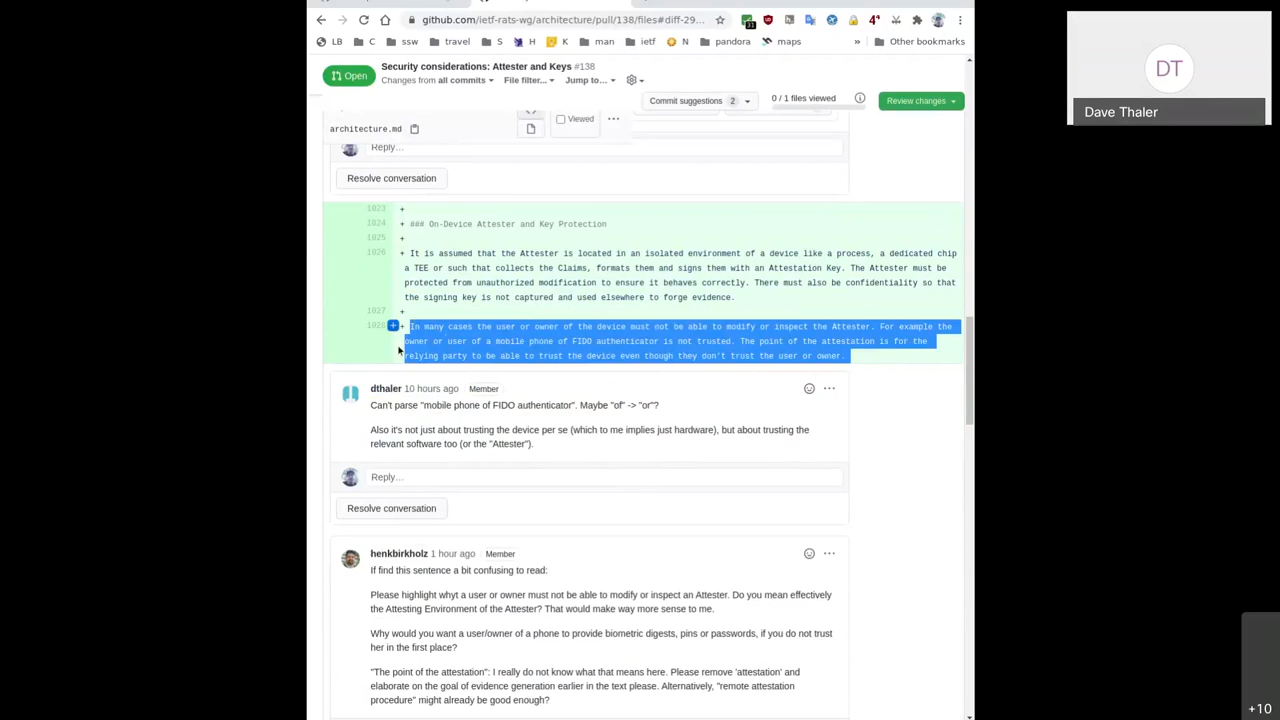 github.com/ietf-rats-wg/architecture/pull/138/files#diff-29...
LB C ssw travel S H K man ietf N pandora maps » Other bookmarks
Security considerations: Attester and Keys #138
Open
Changes from all commits File filter... Jump to...
Commit suggestions 2
0 / 1 files viewed
Review changes
architecture.md
Viewed
Reply...
Resolve conversation
1023 +
1024 + ### On-Device Attester and Key Protection
1025 +
1026 + It is assumed that the Attester is located in an isolated environment of a device like a process, a dedicated chip
a TEE or such that collects the Claims, formats them and signs them with an Attestation Key. The Attester must be
protected from unauthorized modification to ensure it behaves correctly. There must also be confidentiality so that
the signing key is not captured and used elsewhere to forge evidence.
1027 +
1028 + In many cases the user or owner of the device must not be able to modify or inspect the Attester. For example the
owner or user of a mobile phone of FIDO authenticator is not trusted. The point of the attestation is for the
relying party to be able to trust the device even though they don't trust the user or owner.
dthaler 10 hours ago Member
Can't parse "mobile phone of FIDO authenticator". Maybe "of" -> "or"?
Also it's not just about trusting the device per se (which to me implies just hardware), but about trusting the
relevant software too (or the "Attester").
Reply...
Resolve conversation
henkbirkholz 1 hour ago Member
If find this sentence a bit confusing to read:
Please highlight whyt a user or owner must not be able to modify or inspect an Attester. Do you mean effectively
the Attesting Environment of the Attester? That would make way more sense to me.
Why would you want a user/owner of a phone to provide biometric digests, pins or passwords, if you do not trust
her in the first place?
"The point of the attestation": I really do not know what that means here. Please remove 'attestation' and
elaborate on the goal of evidence generation earlier in the text please. Alternatively, "remote attestation
procedure" might already be good enough?
DT
Dave Thaler
+10